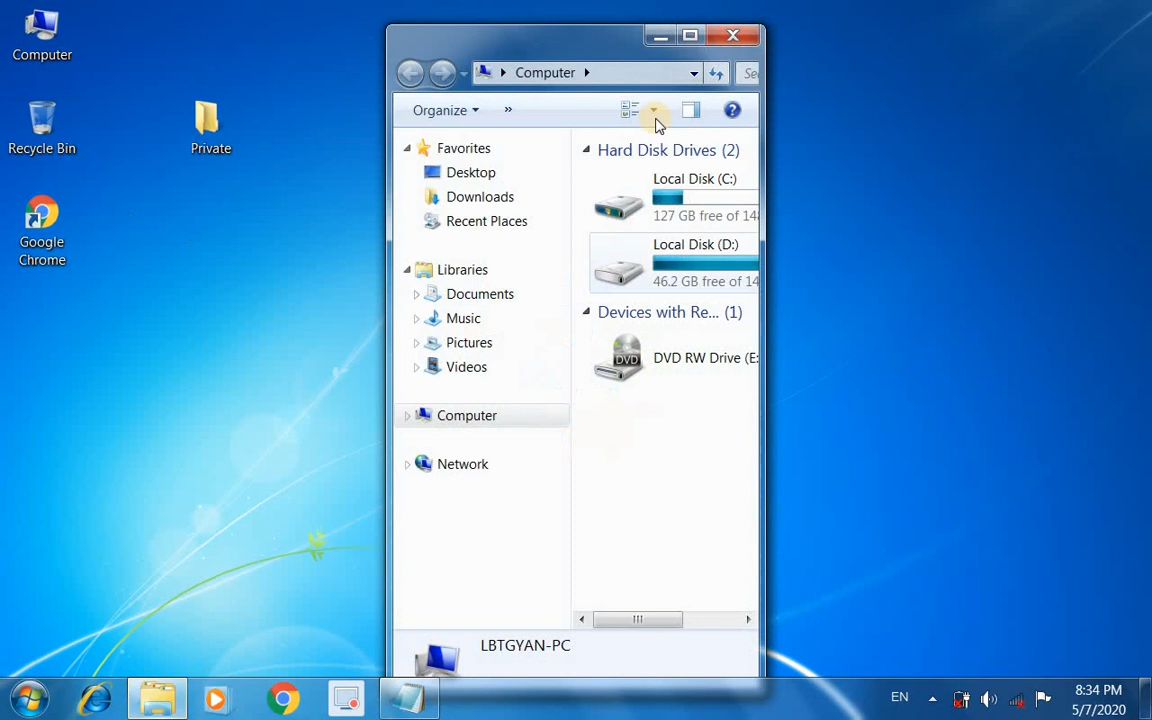 Computer
Recycle Bin
Private
Google
Chrome
Computer
Organize
»
Favorites
Desktop
Downloads
Recent Places
Libraries
Documents
Music
Pictures
Videos
Computer
Network
Hard Disk Drives (2)
Local Disk (C:)
127 GB free of 148
Local Disk (D:)
46.2 GB free of 14
Devices with Re... (1)
DVD
DVD RW Drive (E:
LBTGYAN-PC
EN
8:34 PM
5/7/2020